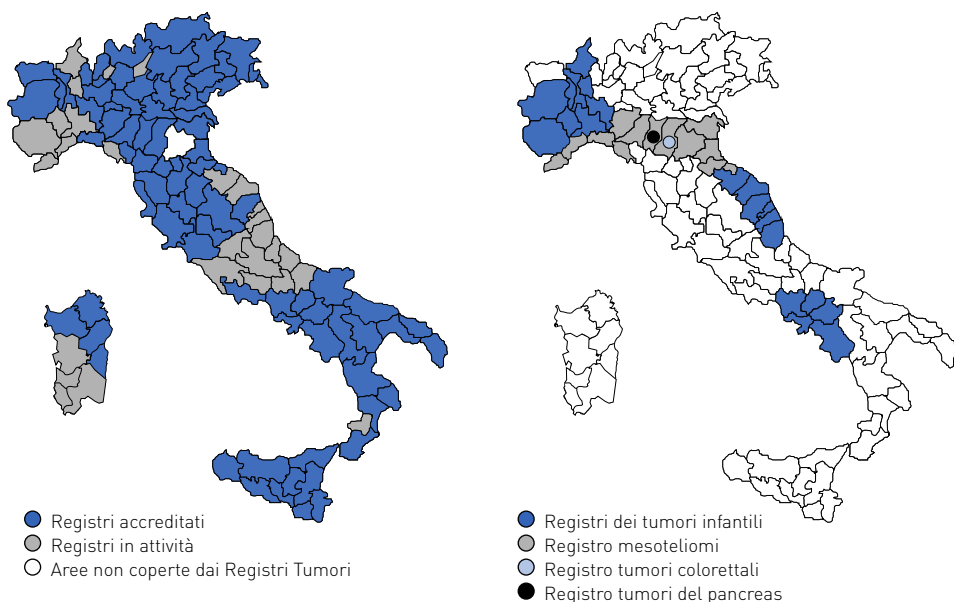 Registri accreditati
Registri in attività
Aree non coperte dai Registri Tumori
Registri dei tumori infantili
Registro mesoteliomi
Registro tumori colorettali
Registro tumori del pancreas